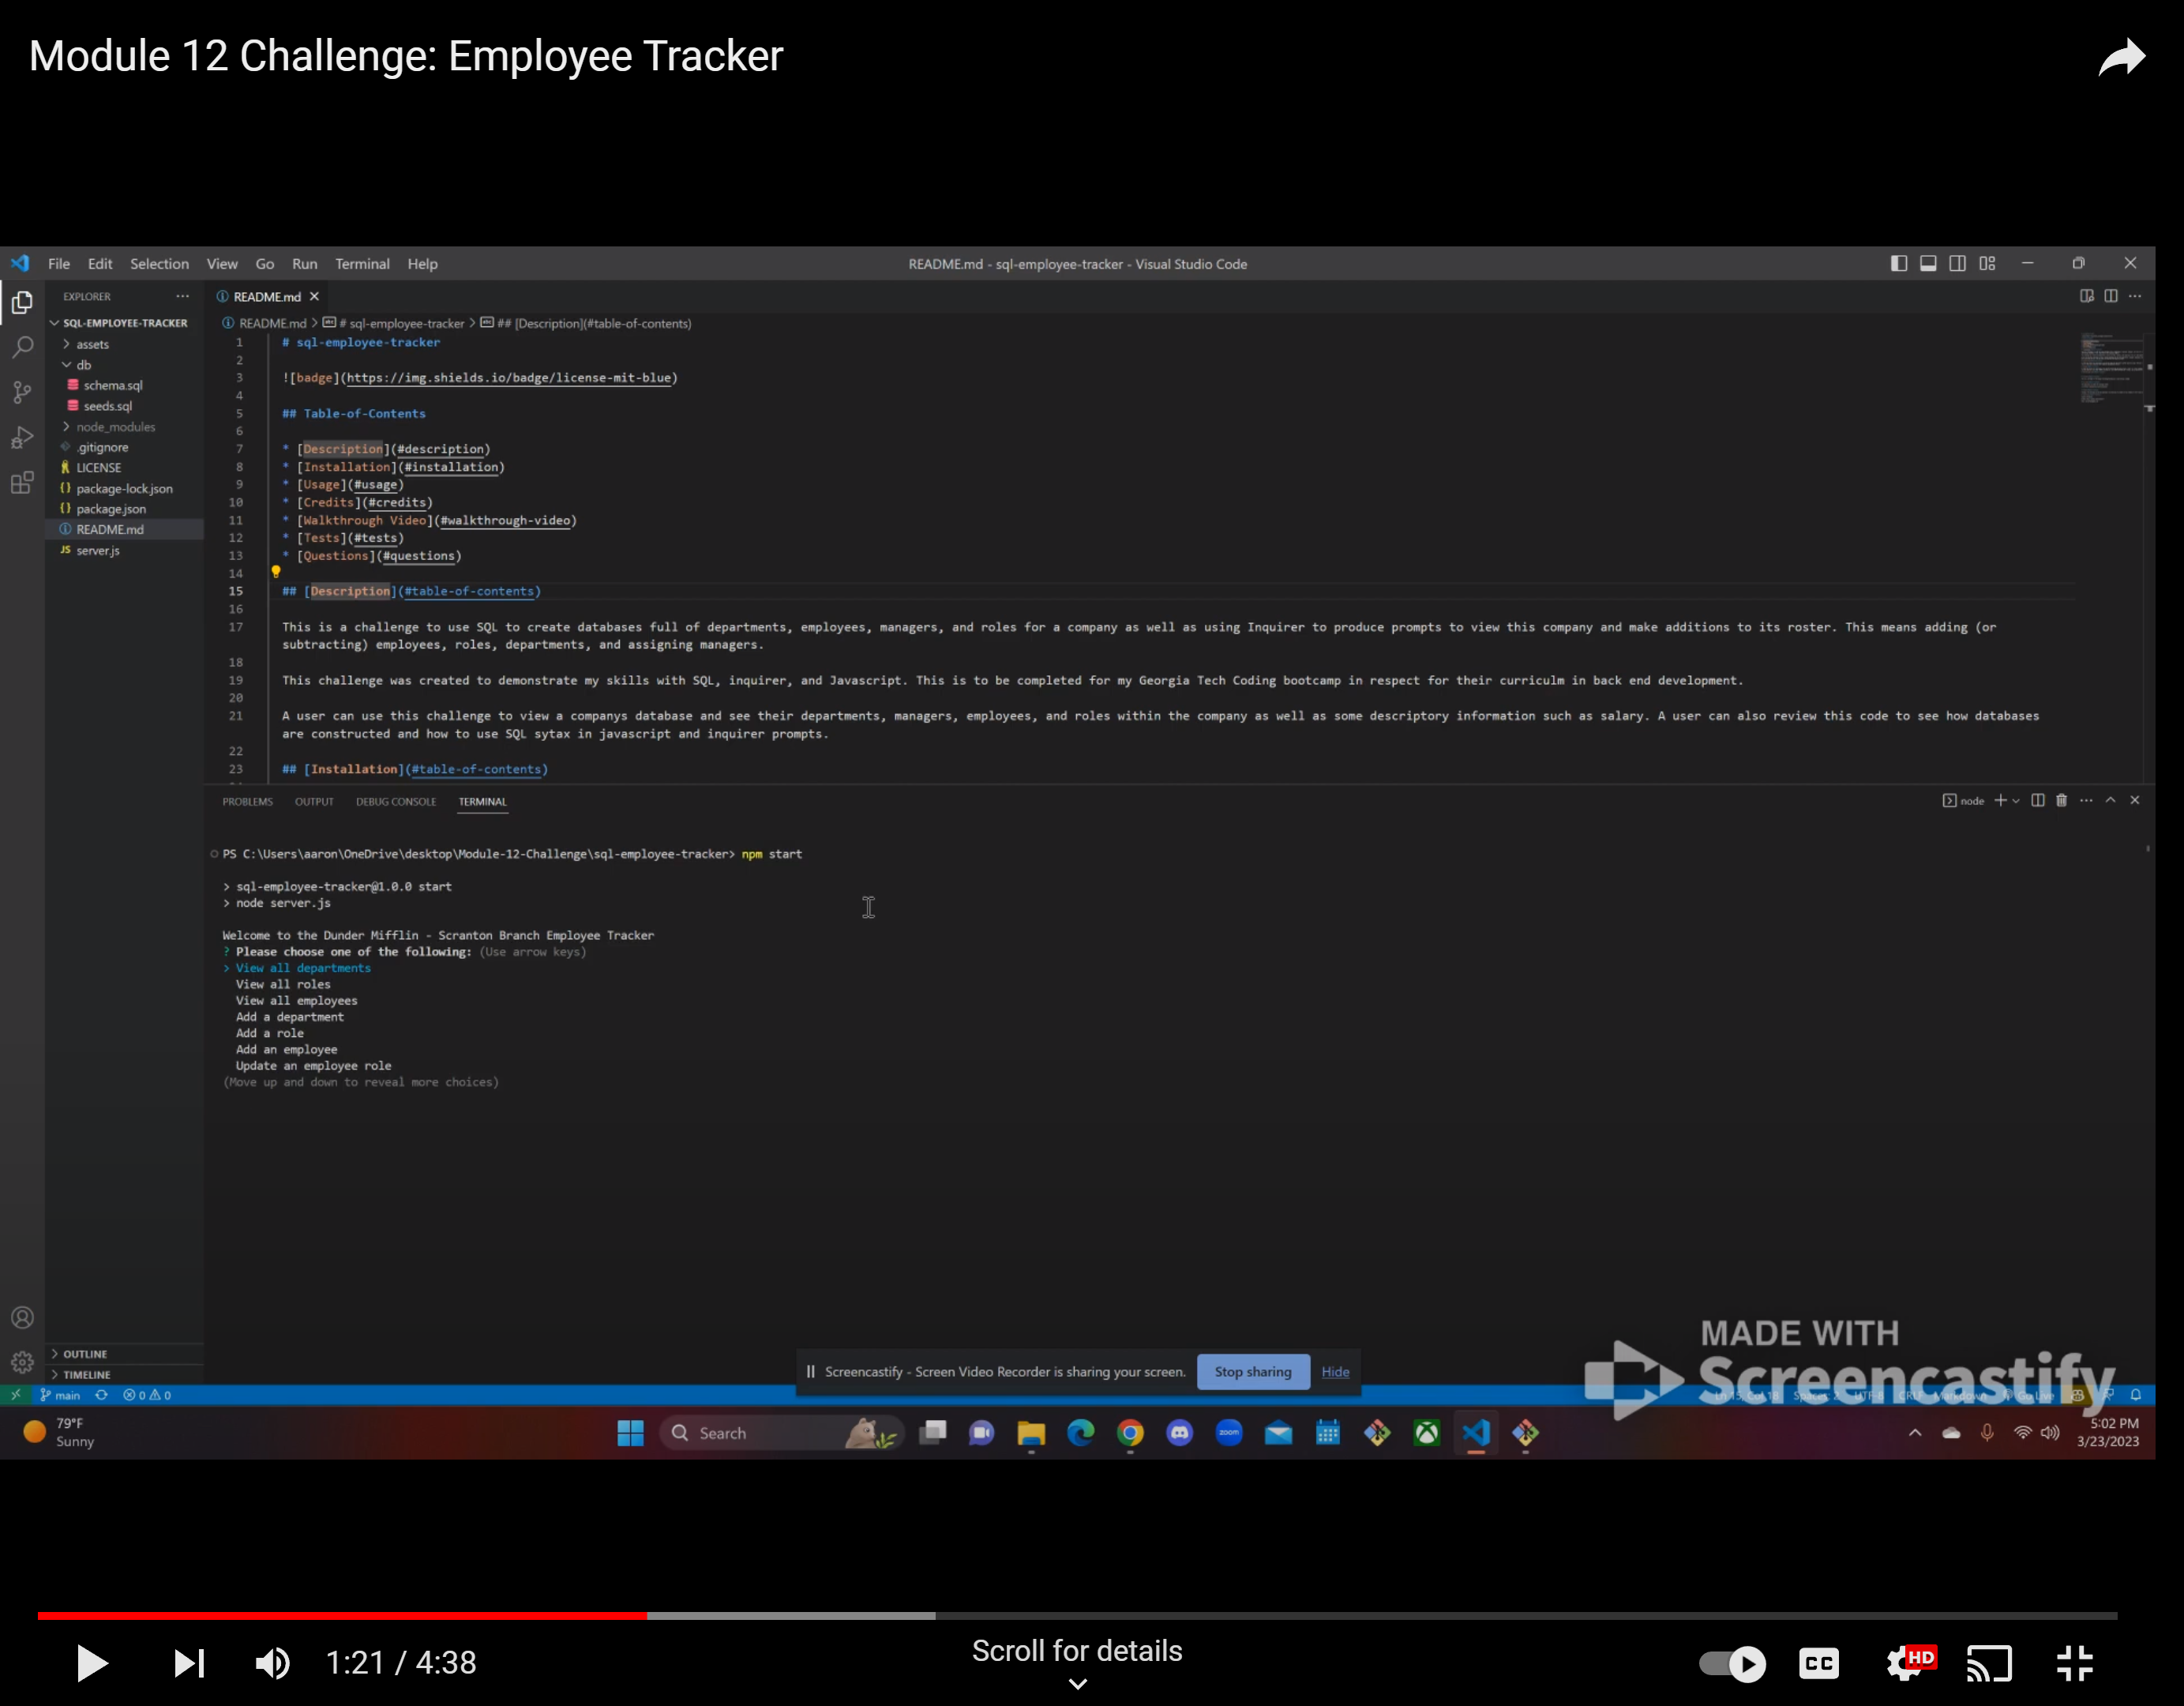 Module 12 Challenge: Employee Tracker
File Edit Selection View Go Run Terminal Help
README.md - sql-employee-tracker - Visual Studio Code
EXPLORER
SQL-EMPLOYEE-TRACKER
assets
db
schema.sql
seeds.sql
node_modules
.gitignore
LICENSE
package-lock.json
package.json
README.md
server.js
OUTLINE
TIMELINE
README.md
README.md > # sql-employee-tracker > ## [Description](#table-of-contents)
1 # sql-employee-tracker
2
3 ![badge](https://img.shields.io/badge/license-mit-blue)
4
5 ## Table-of-Contents
6
7 * [Description](#description)
8 * [Installation](#installation)
9 * [Usage](#usage)
10 * [Credits](#credits)
11 * [Walkthrough Video](#walkthrough-video)
12 * [Tests](#tests)
13 * [Questions](#questions)
14
15 ## [Description](#table-of-contents)
16
17 This is a challenge to use SQL to create databases full of departments, employees, managers, and roles for a company as well as using Inquirer to produce prompts to view this company and make additions to its roster. This means adding (or
subtracting) employees, roles, departments, and assigning managers.
18
19 This challenge was created to demonstrate my skills with SQL, inquirer, and Javascript. This is to be completed for my Georgia Tech Coding bootcamp in respect for their curriculm in back end development.
20
21 A user can use this challenge to view a companys database and see their departments, managers, employees, and roles within the company as well as some descriptory information such as salary. A user can also review this code to see how databases
are constructed and how to use SQL sytax in javascript and inquirer prompts.
22
23 ## [Installation](#table-of-contents)
PROBLEMS OUTPUT DEBUG CONSOLE TERMINAL
node
PS C:\Users\aaron\OneDrive\desktop\Module-12-Challenge\sql-employee-tracker> npm start
> sql-employee-tracker@1.0.0 start
> node server.js
Welcome to the Dunder Mifflin - Scranton Branch Employee Tracker
? Please choose one of the following: (Use arrow keys)
> View all departments
View all roles
View all employees
Add a department
Add a role
Add an employee
Update an employee role
(Move up and down to reveal more choices)
MADE WITH
Screencastify
Screencastify - Screen Video Recorder is sharing your screen. Stop sharing Hide
main 0 0
79°F
Sunny
Search
zoom
5:02 PM
3/23/2023
1:21 / 4:38
Scroll for details
CC
HD